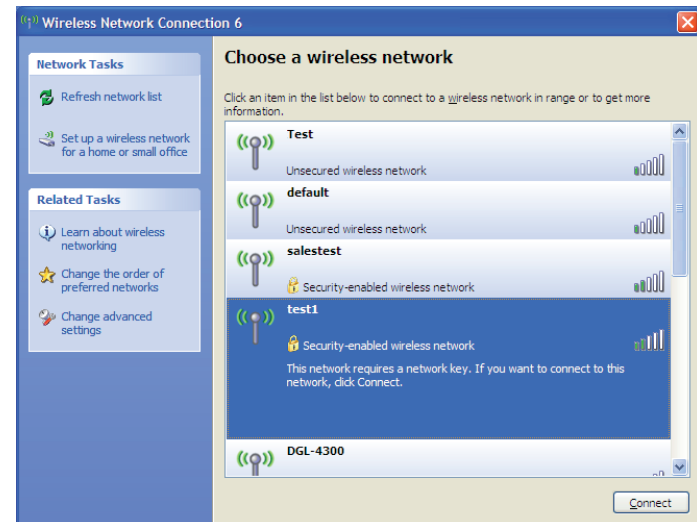 Wireless Network Connection 6
Network Tasks
Refresh network list
Set up a wireless network
for a home or small office
Related Tasks
Learn about wireless
networking
Change the order of
preferred networks
Change advanced
settings
Choose a wireless network
Click an item in the list below to connect to a wireless network in range or to get more
information.
Test
Unsecured wireless network
default
Unsecured wireless network
salestest
Security-enabled wireless network
test1
Security-enabled wireless network
This network requires a network key. If you want to connect to this
network, click Connect.
DGL-4300
Connect